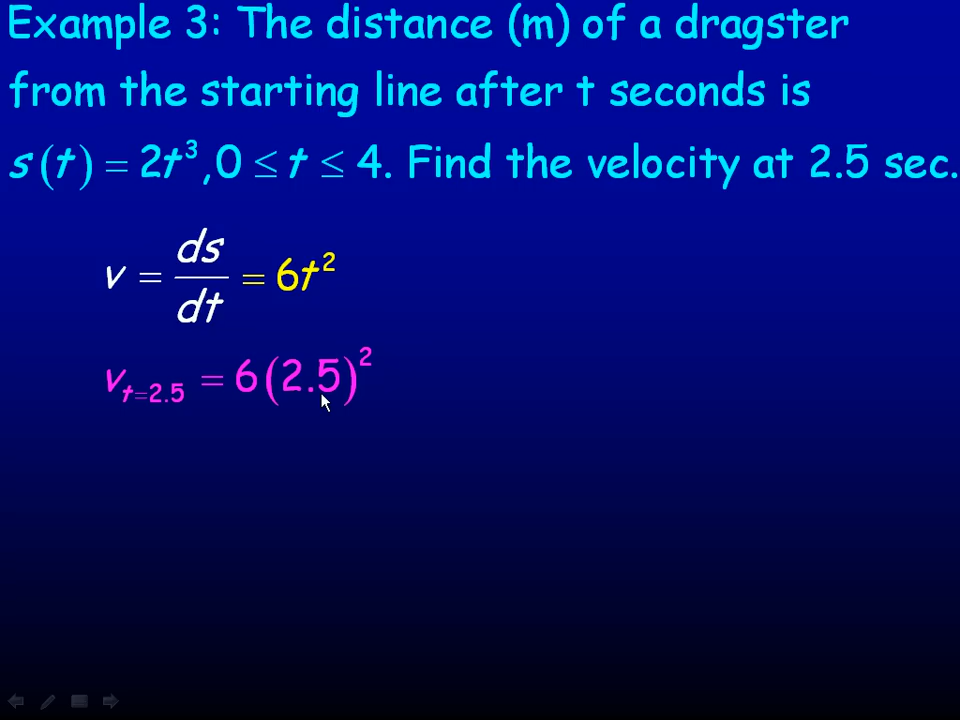 Example 3: The distance (m) of a dragster
from the starting line after t seconds is
s(t) = 2t³, 0 ≤ t ≤ 4. Find the velocity at 2.5 sec.
v = ds/dt = 6t²
v_{t=2.5} = 6(2.5)²